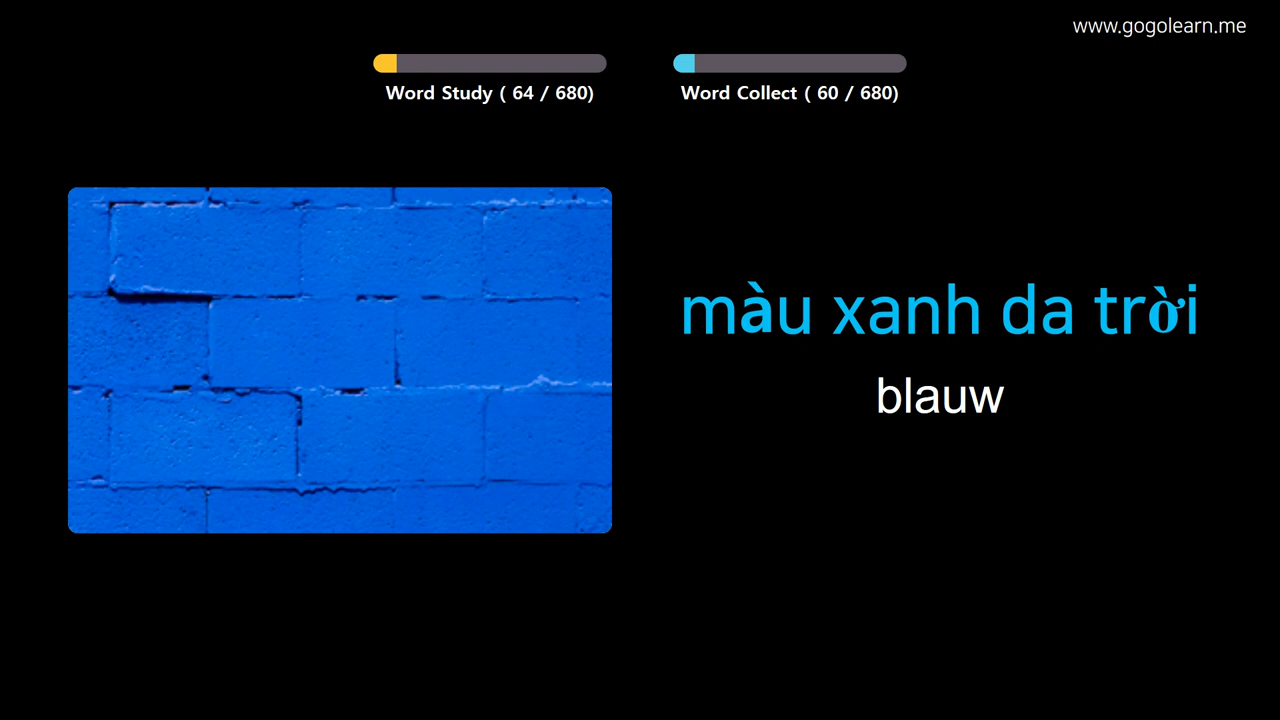 www.gogolearn.me
Word Study ( 64 / 680)
Word Collect ( 60 / 680)
màu xanh da trời
blauw